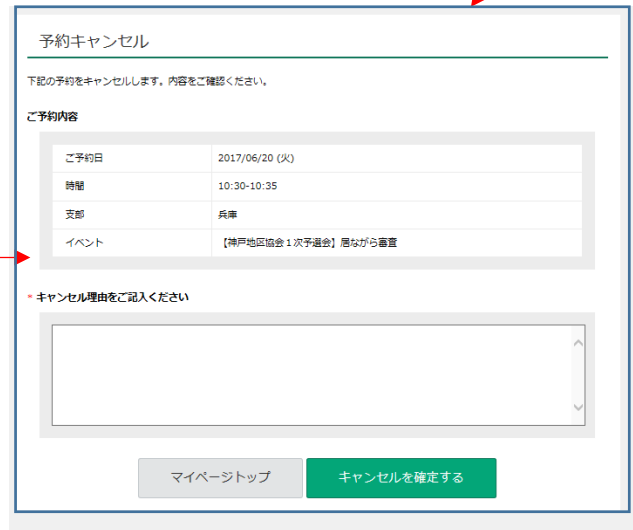 予約キャンセル
下記の予約をキャンセルします。内容をご確認ください。
ご予約内容
ご予約日 2017/06/20 (火)
時間 10:30-10:35
支部 兵庫
イベント 【神戸地区協会１次予選会】居ながら審査
* キャンセル理由をご記入ください
マイページトップ キャンセルを確定する